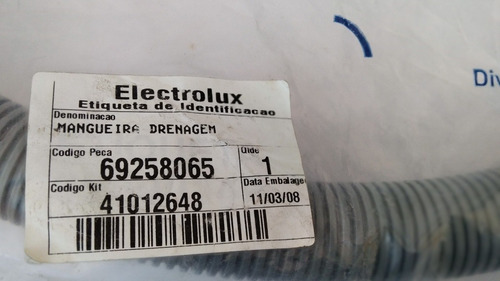 Electrolux
Etiqueta de Identificacao
Denominacao
MANGUEIRA DRENAGEM
Codigo Peca
Qtde
69258065
1
Codigo Kit
Data Embalage
41012648
11/03/08
Div